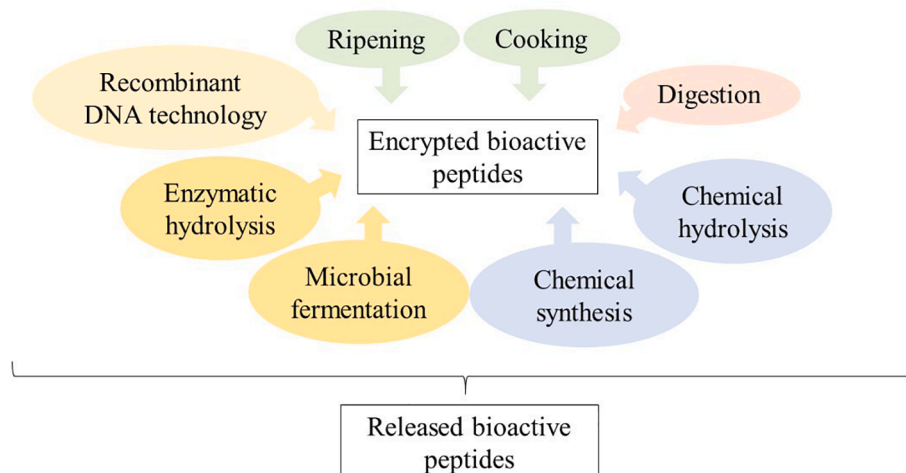 Ripening
Cooking
Recombinant
DNA technology
Digestion
Encrypted bioactive
peptides
Enzymatic
hydrolysis
Chemical
hydrolysis
Microbial
fermentation
Chemical
synthesis
Released bioactive
peptides